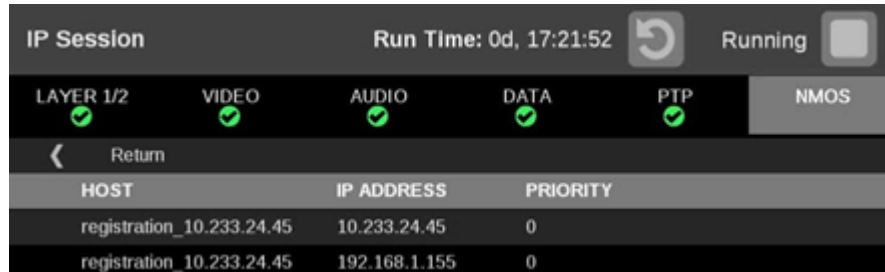 IP Session Run Time: 0d, 17:21:52 Running
LAYER 1/2 VIDEO AUDIO DATA PTP NMOS
Return
HOST IP ADDRESS PRIORITY
registration_10.233.24.45 10.233.24.45 0
registration_10.233.24.45 192.168.1.155 0